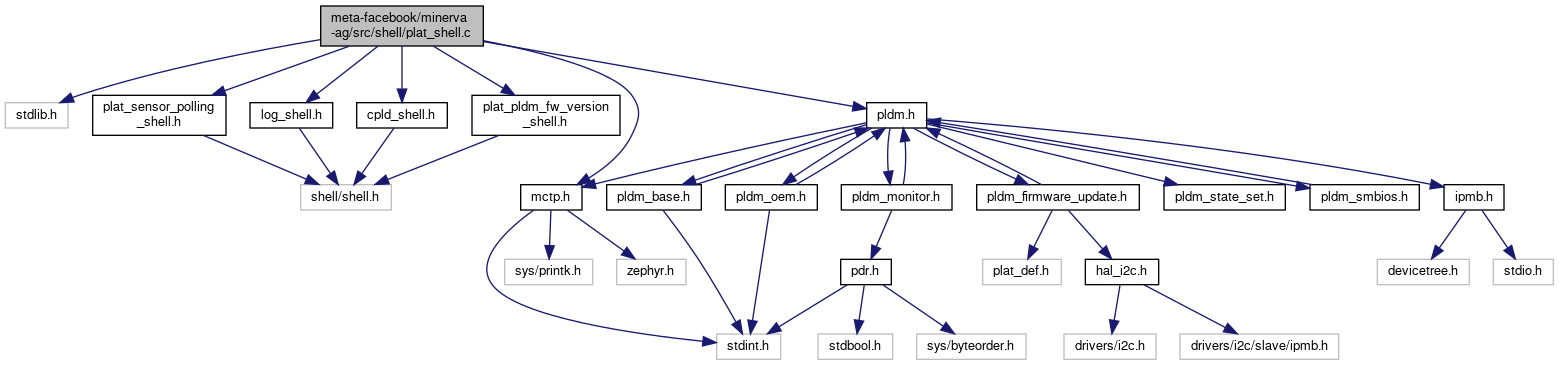 meta-facebook/minerva
-ag/src/shell/plat_shell.c
stdlib.h
plat_sensor_polling
_shell.h
log_shell.h
cpld_shell.h
plat_pldm_fw_version
_shell.h
pldm.h
shell/shell.h
mctp.h
pldm_base.h
pldm_oem.h
pldm_monitor.h
pldm_firmware_update.h
pldm_state_set.h
pldm_smbios.h
ipmb.h
sys/printk.h
zephyr.h
pdr.h
plat_def.h
hal_i2c.h
devicetree.h
stdio.h
stdint.h
stdbool.h
sys/byteorder.h
drivers/i2c.h
drivers/i2c/slave/ipmb.h